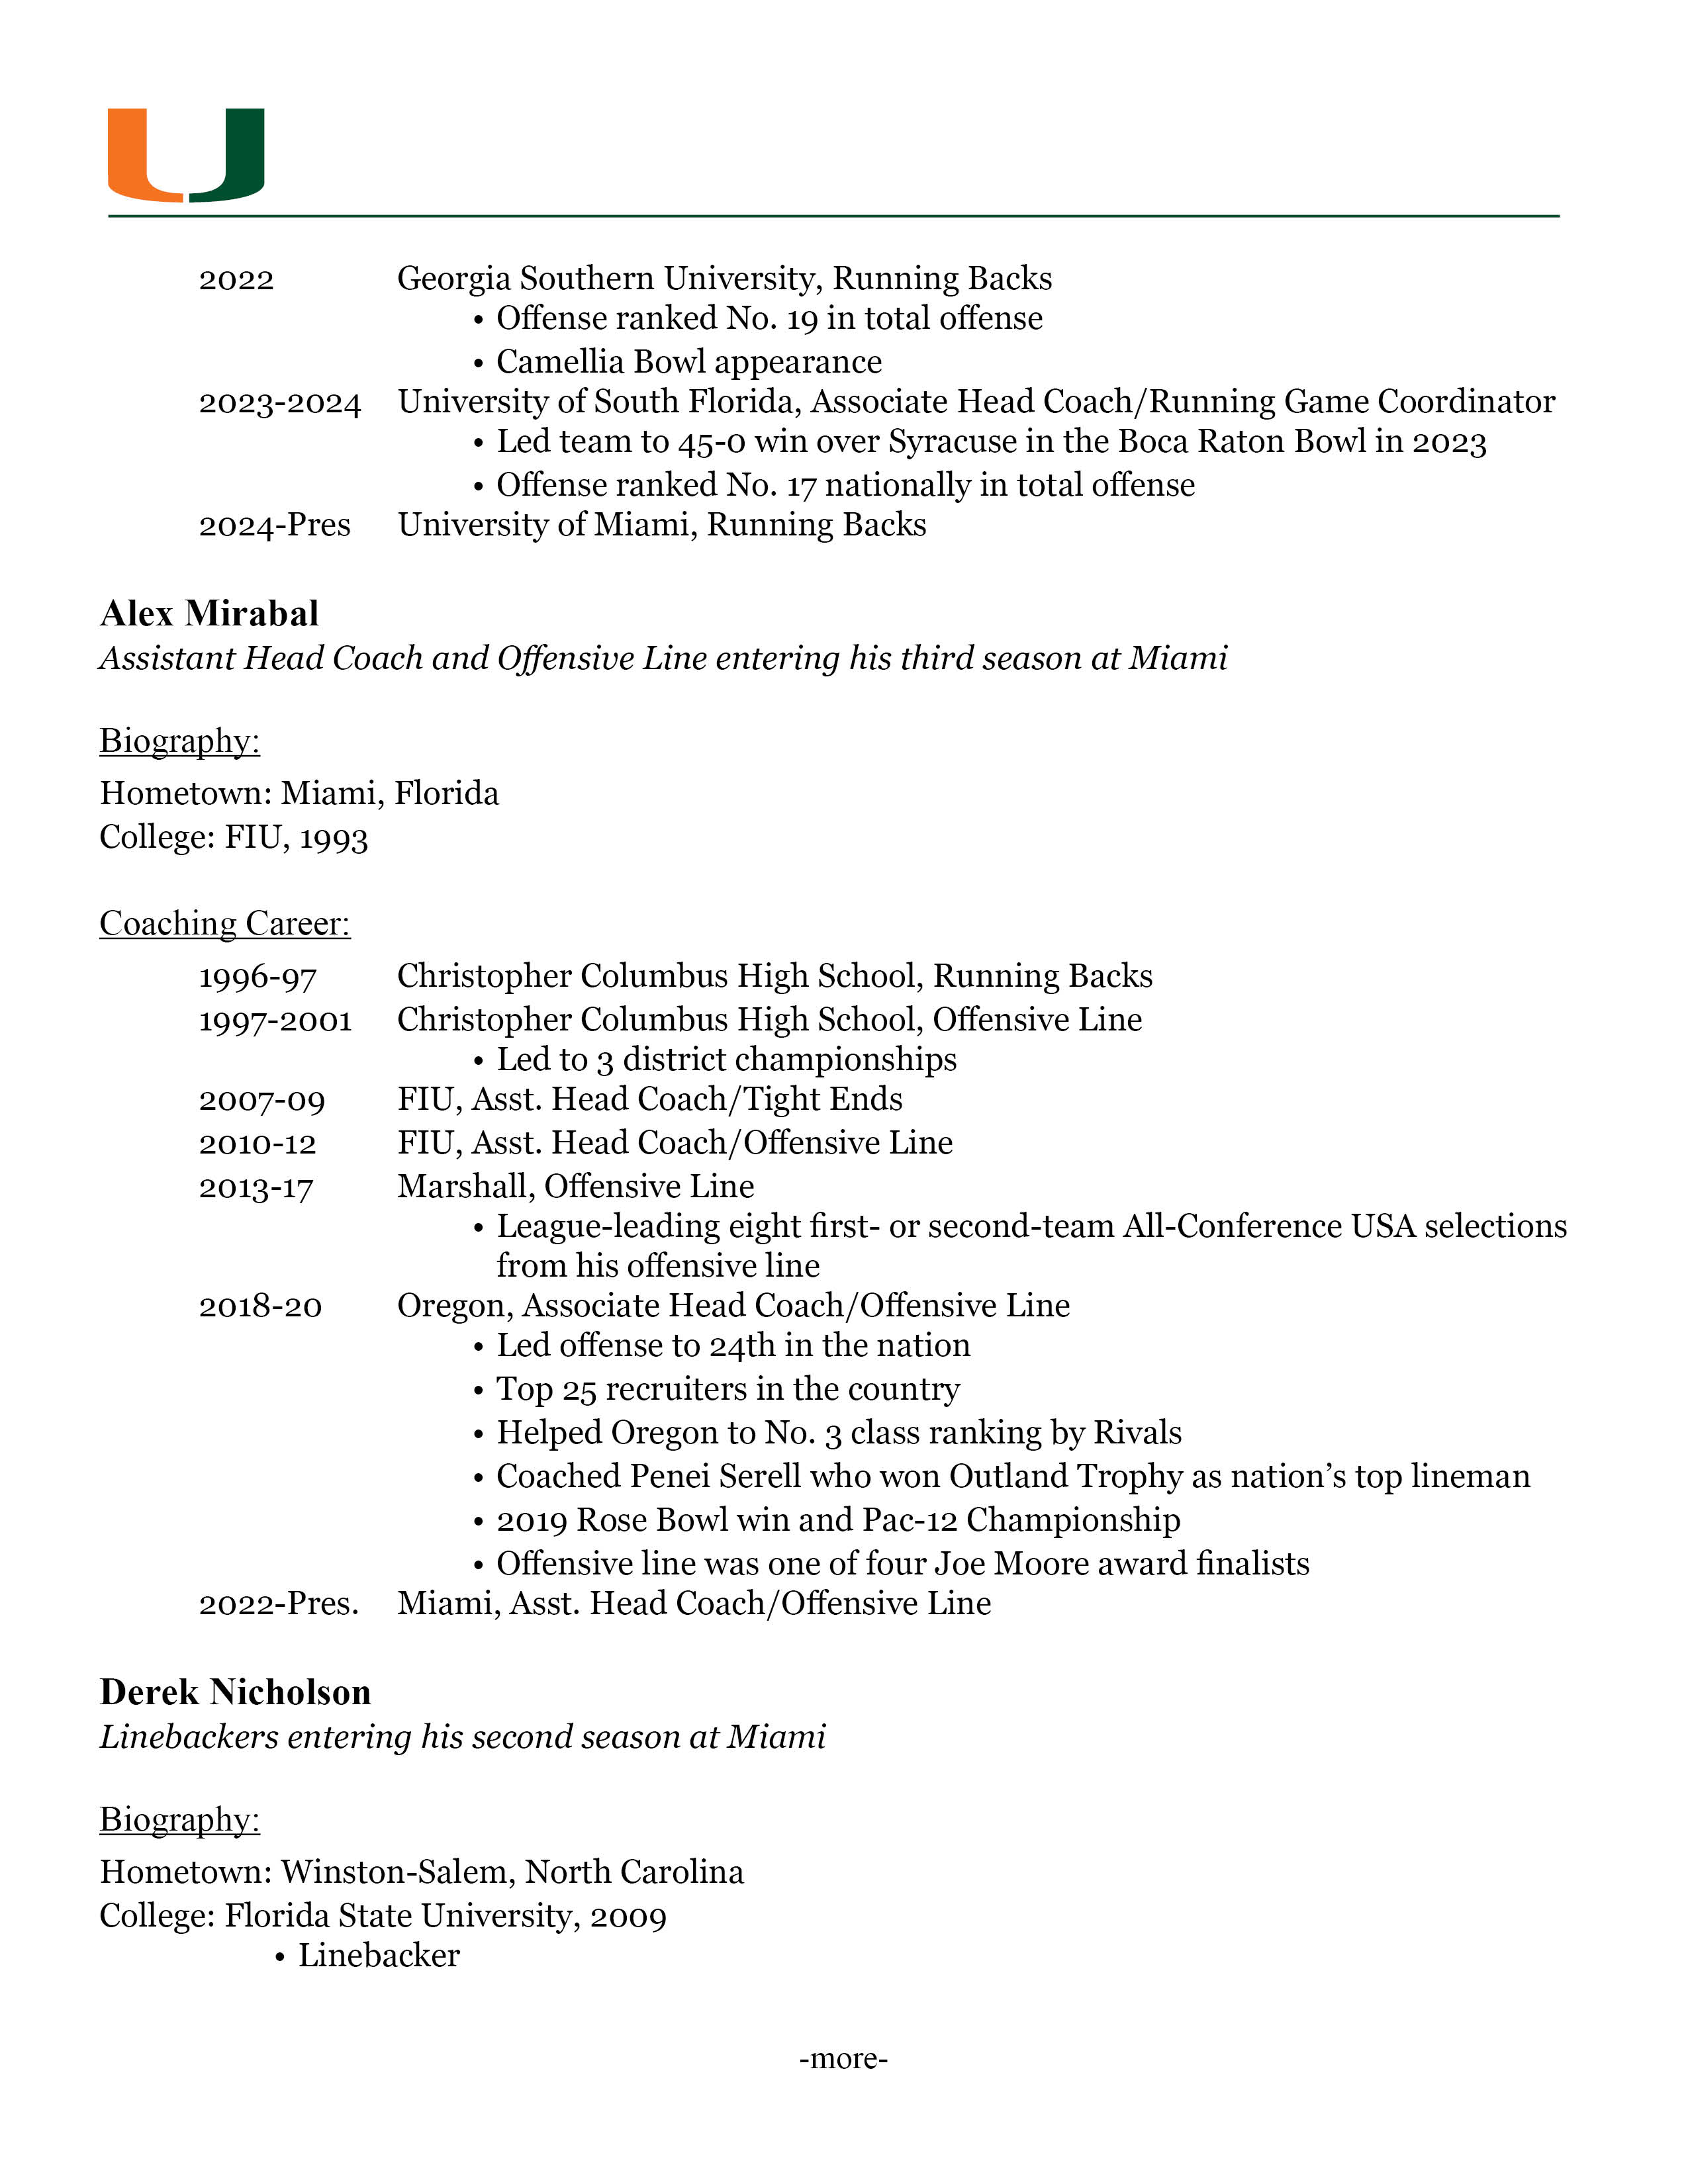 U
2022 Georgia Southern University, Running Backs
• Offense ranked No. 19 in total offense
• Camellia Bowl appearance
2023-2024 University of South Florida, Associate Head Coach/Running Game Coordinator
• Led team to 45-0 win over Syracuse in the Boca Raton Bowl in 2023
• Offense ranked No. 17 nationally in total offense
2024-Pres University of Miami, Running Backs
Alex Mirabal
Assistant Head Coach and Offensive Line entering his third season at Miami
Biography:
Hometown: Miami, Florida
College: FIU, 1993
Coaching Career:
1996-97 Christopher Columbus High School, Running Backs
1997-2001 Christopher Columbus High School, Offensive Line
• Led to 3 district championships
2007-09 FIU, Asst. Head Coach/Tight Ends
2010-12 FIU, Asst. Head Coach/Offensive Line
2013-17 Marshall, Offensive Line
• League-leading eight first- or second-team All-Conference USA selections
from his offensive line
2018-20 Oregon, Associate Head Coach/Offensive Line
• Led offense to 24th in the nation
• Top 25 recruiters in the country
• Helped Oregon to No. 3 class ranking by Rivals
• Coached Penei Serell who won Outland Trophy as nation’s top lineman
• 2019 Rose Bowl win and Pac-12 Championship
• Offensive line was one of four Joe Moore award finalists
2022-Pres. Miami, Asst. Head Coach/Offensive Line
Derek Nicholson
Linebackers entering his second season at Miami
Biography:
Hometown: Winston-Salem, North Carolina
College: Florida State University, 2009
• Linebacker
-more-